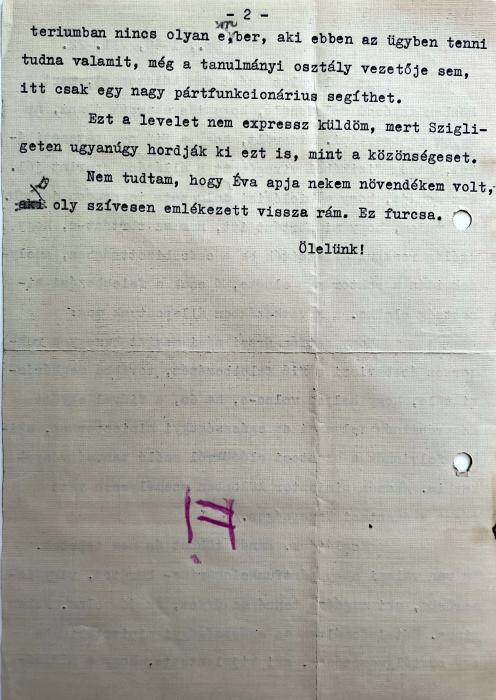 - 2 -
teriumban nincs olyan ember, aki ebben az ügyben tenni
tudna valamit, még a tanulmányi osztály vezetője sem,
itt csak egy nagy pártfunkcionárius segíthet.
Ezt a levelet nem expressz küldöm, mert Szigli-
geten ugyanúgy hordják ki ezt is, mint a közönségeset.
Nem tudtam, hogy Éva apja nekem növendékem volt,
oly szívesen emlékezett vissza rám. Ez furcsa.
Ölelünk!